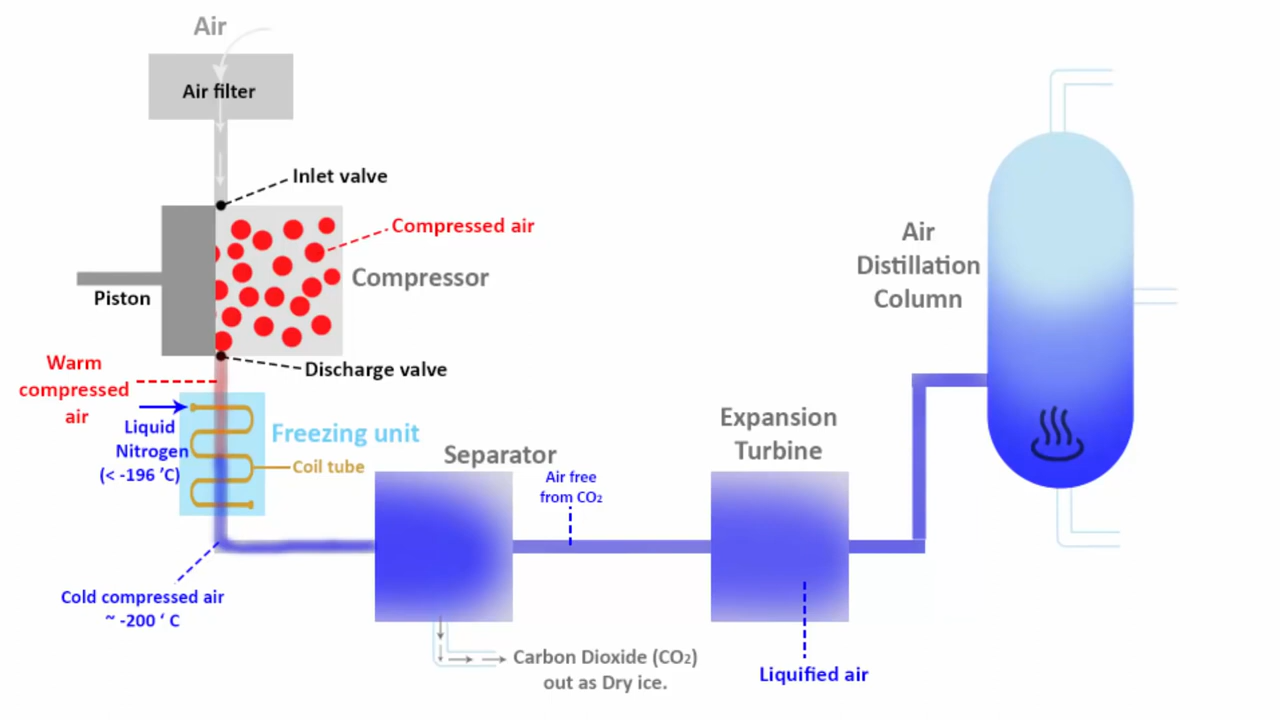 Air
Air filter
Inlet valve
Compressed air
Compressor
Piston
Discharge valve
Warm
compressed
air
Liquid
Nitrogen
(< -196 ’C)
Freezing unit
Coil tube
Cold compressed air
~ -200 ‘ C
Separator
Air free
from CO₂
Carbon Dioxide (CO₂)
out as Dry ice.
Expansion
Turbine
Liquified air
Air
Distillation
Column